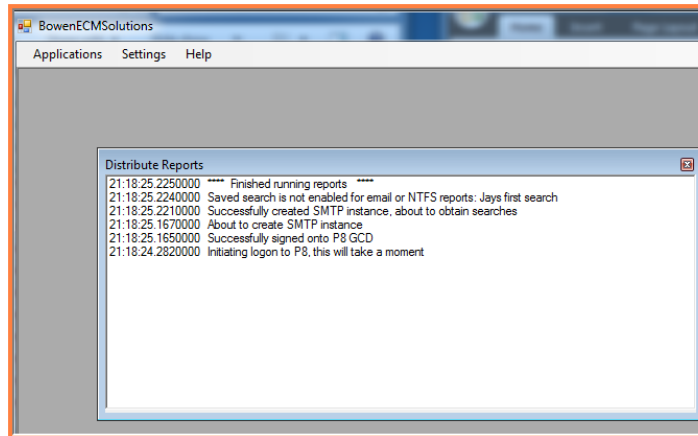 BowenECMSolutions
Applications Settings Help
Distribute Reports
21:18:25.2250000 **** Finished running reports ****
21:18:25.2240000 Saved search is not enabled for email or NTFS reports: Jays first search
21:18:25.2210000 Successfully created SMTP instance, about to obtain searches
21:18:25.1670000 About to create SMTP instance
21:18:25.1650000 Successfully signed onto P8 GCD
21:18:24.2820000 Initiating logon to P8, this will take a moment